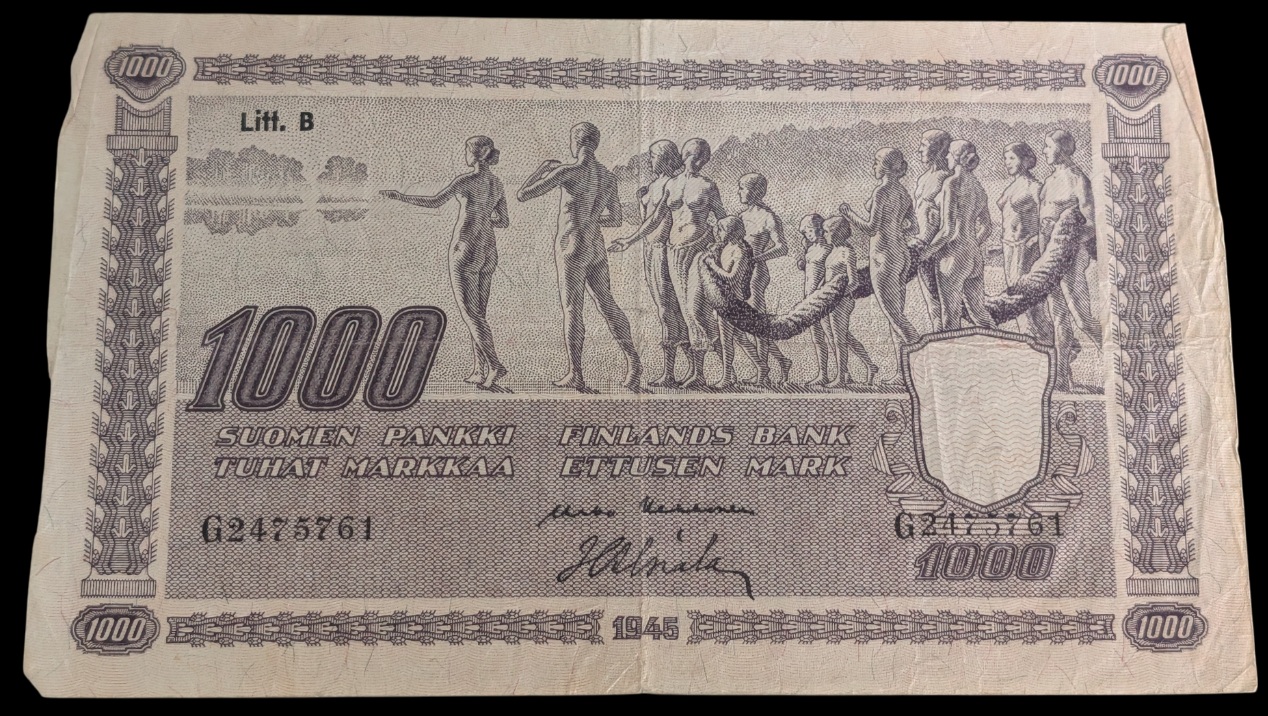 1000 1000
Litt. B
1000
SUOMEN PANKKI FINLANDS BANK
TUHAT MARKKAA ETTUSEN MARK
G2475761 G2475761
1000
1000 1945 1000